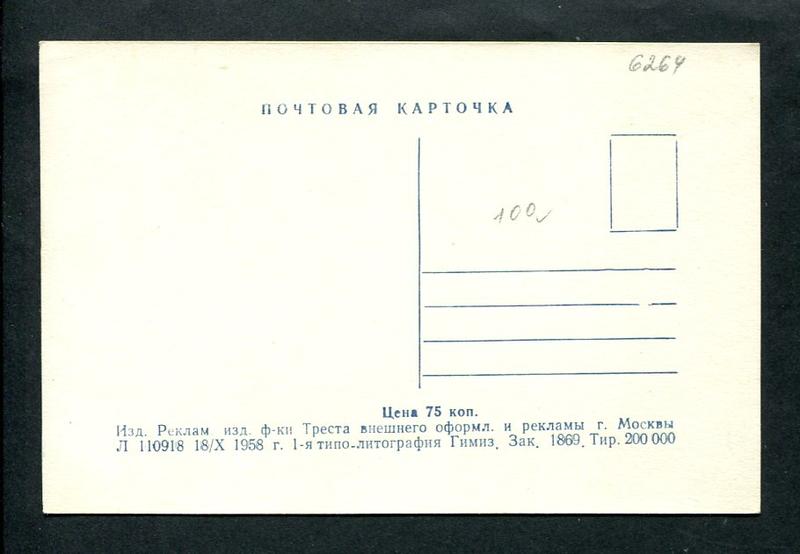 6264
ПОЧТОВАЯ КАРТОЧКА
100
Цена 75 коп.
Изд. Реклам изд. ф-ки Треста внешнего оформл. и рекламы г. Москвы
Л 110918 18/X 1958 г. 1-я типо-литография Гимиз. Зак. 1869. Тир. 200 000